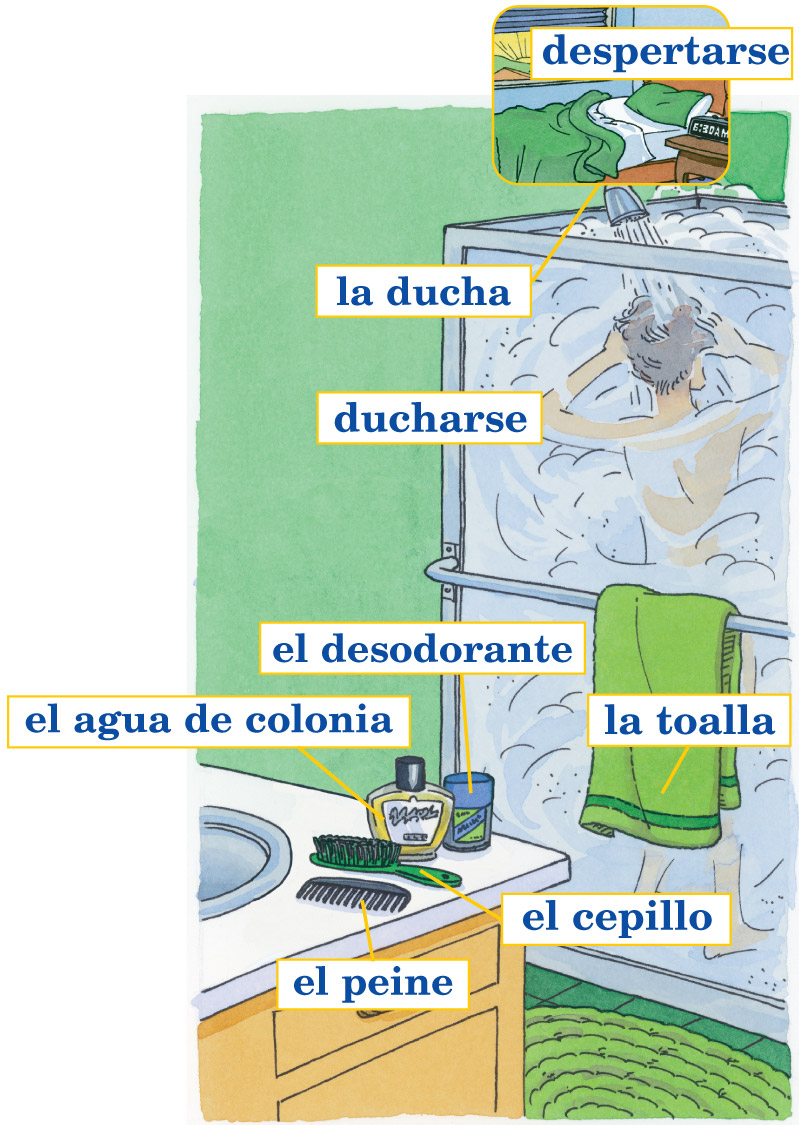 despertarse
la ducha
ducharse
el desodorante
el agua de colonia
la toalla
el cepillo
el peine